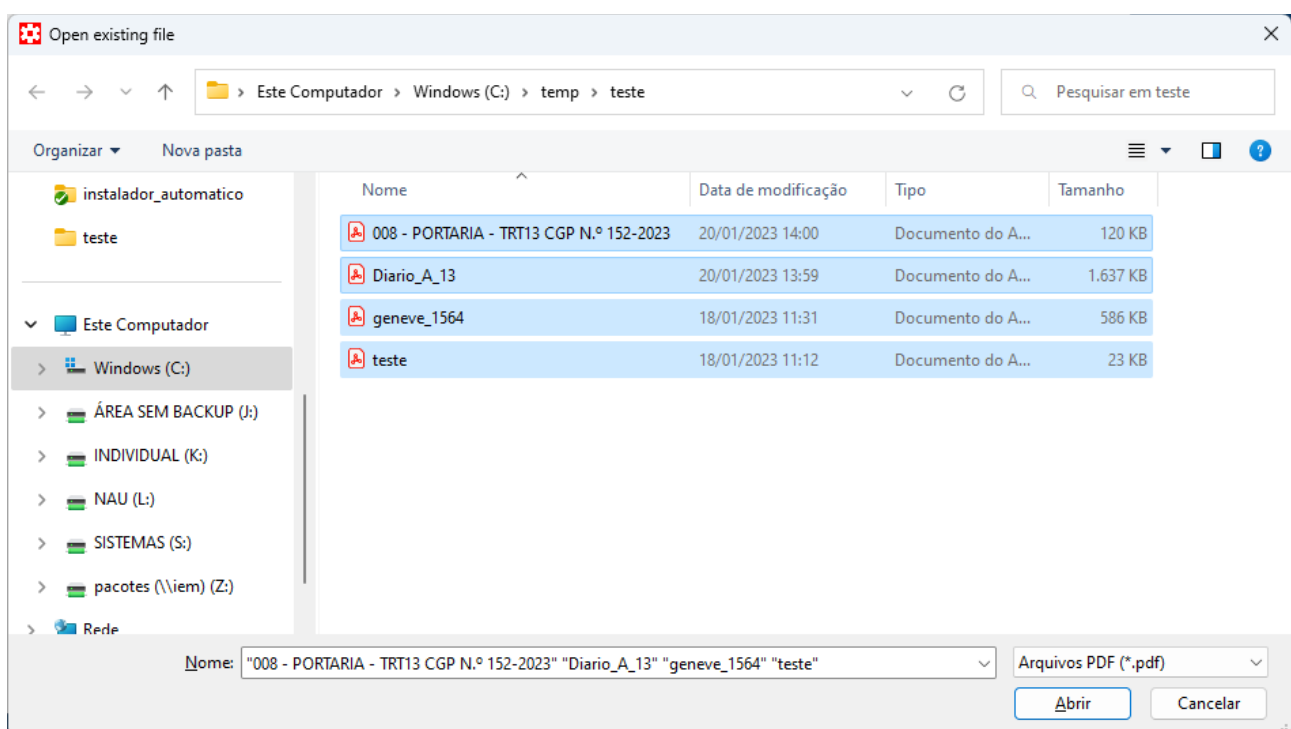 Open existing file
Este Computador > Windows (C:) > temp > teste
Pesquisar em teste
Organizar
Nova pasta
instalador_automatico
teste
Este Computador
Windows (C:)
ÁREA SEM BACKUP (J:)
INDIVIDUAL (K:)
NAU (L:)
SISTEMAS (S:)
pacotes (\\iem) (Z:)
Rede
Nome Data de modificação Tipo Tamanho
008 - PORTARIA - TRT13 CGP N.º 152-2023 20/01/2023 14:00 Documento do A... 120 KB
Diario_A_13 20/01/2023 13:59 Documento do A... 1.637 KB
geneve_1564 18/01/2023 11:31 Documento do A... 586 KB
teste 18/01/2023 11:12 Documento do A... 23 KB
Nome: "008 - PORTARIA - TRT13 CGP N.º 152-2023" "Diario_A_13" "geneve_1564" "teste"
Arquivos PDF (*.pdf)
Abrir
Cancelar